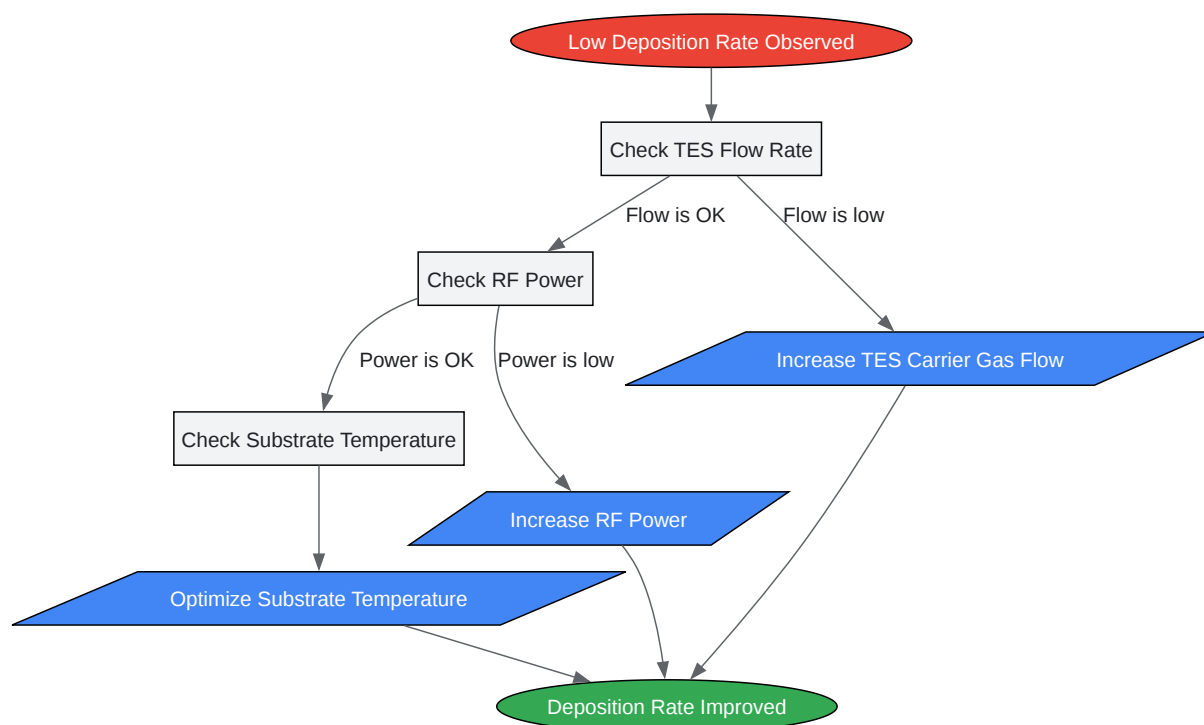 Low Deposition Rate Observed
Check TES Flow Rate
Flow is OK
Flow is low
Check RF Power
Power is OK
Power is low
Increase TES Carrier Gas Flow
Check Substrate Temperature
Increase RF Power
Optimize Substrate Temperature
Deposition Rate Improved